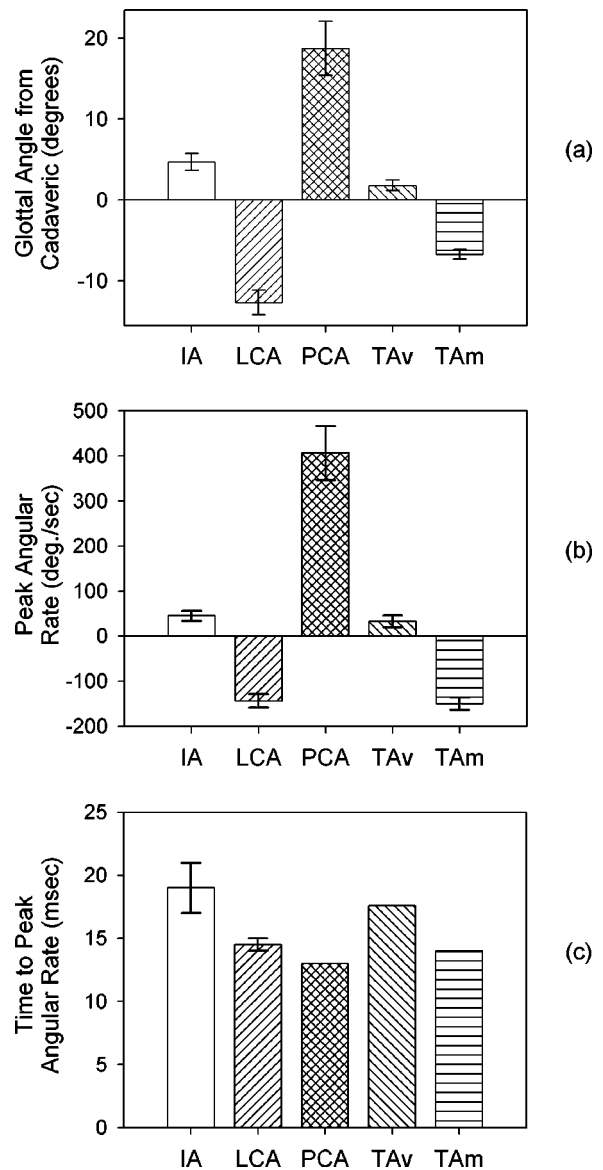 Glottal Angle from
Cadaveric (degrees)
20
10
0
-10
IA LCA PCA TAv TAm
(a)
Peak Angular
Rate (deg./sec)
500
400
300
200
100
0
-100
-200
IA LCA PCA TAv TAm
(b)
Time to Peak
Angular Rate (msec)
25
20
15
10
5
0
IA LCA PCA TAv TAm
(c)